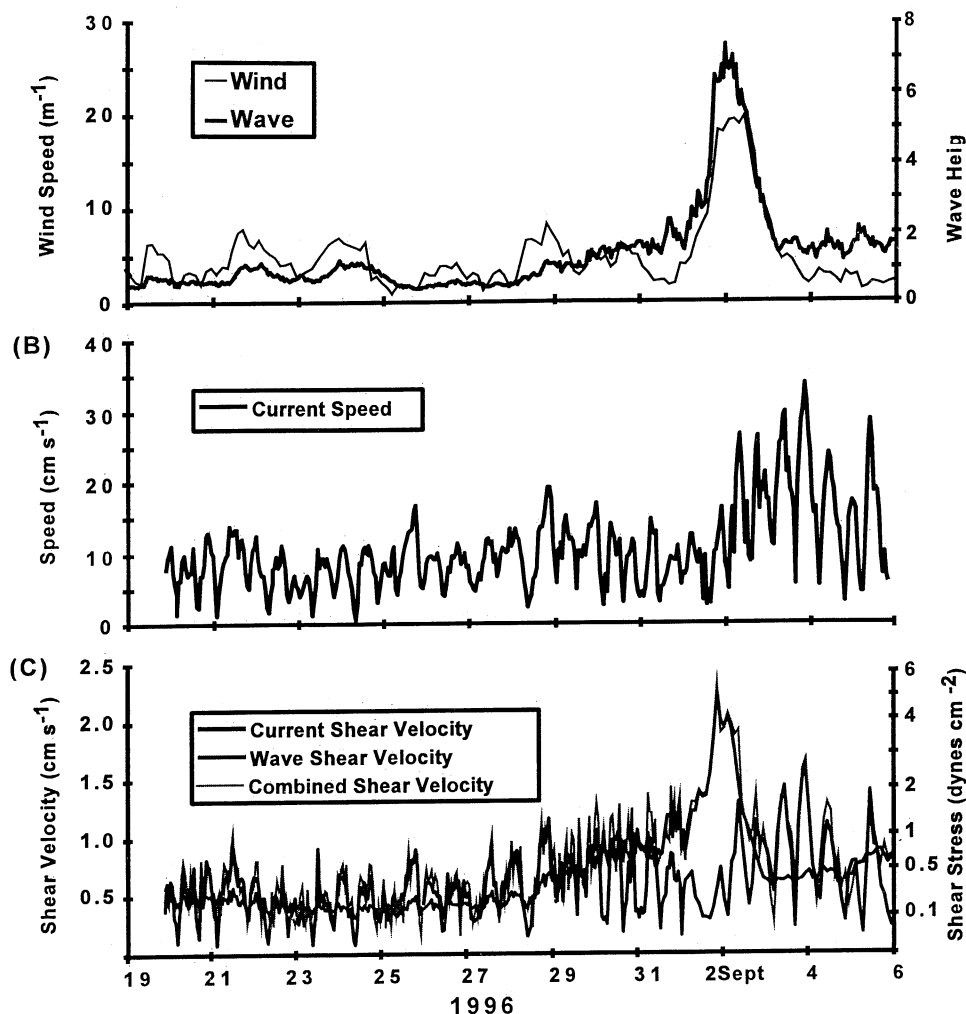 30
20
10
0
Wind Speed (m⁻¹)
Wind
Wave
8
6
4
2
0
Wave Heig
(B)
40
30
20
10
0
Speed (cm s⁻¹)
Current Speed
(C)
2.5
2.0
1.5
1.0
0.5
Shear Velocity (cm s⁻¹)
Current Shear Velocity
Wave Shear Velocity
Combined Shear Velocity
6
4
2
1
0.5
0.1
Shear Stress (dynes cm⁻²)
19 21 23 25 27 29 31 2Sept 4 6
1996